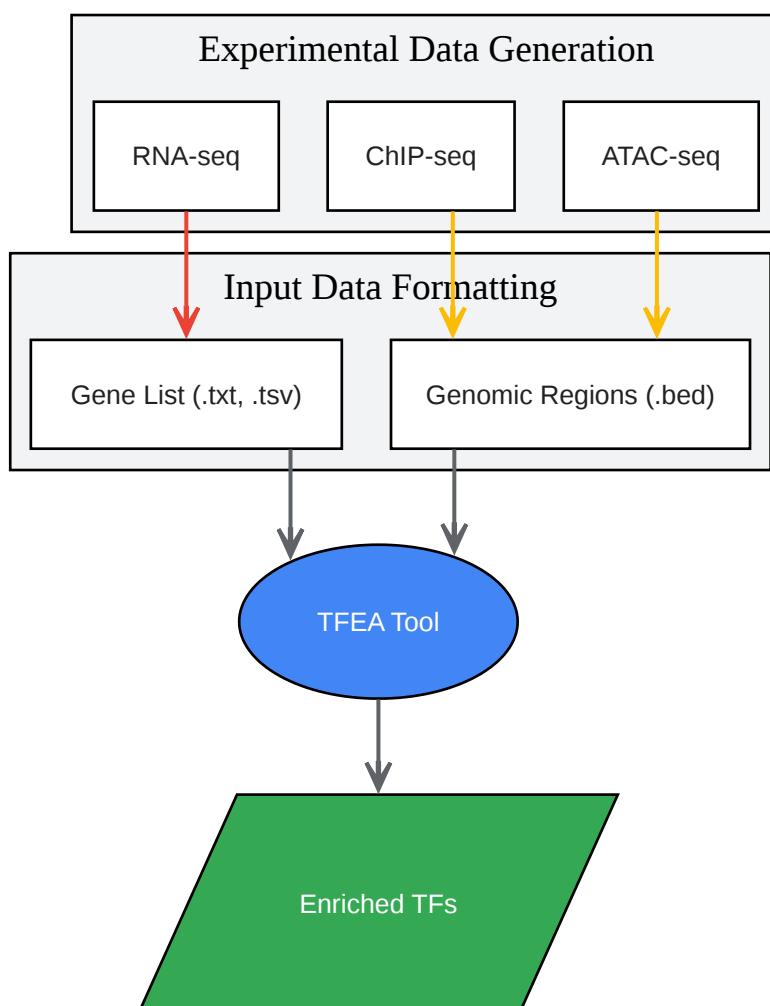 Experimental Data Generation
RNA-seq
ChIP-seq
ATAC-seq
Input Data Formatting
Gene List (.txt, .tsv)
Genomic Regions (.bed)
TFEA Tool
Enriched TFs